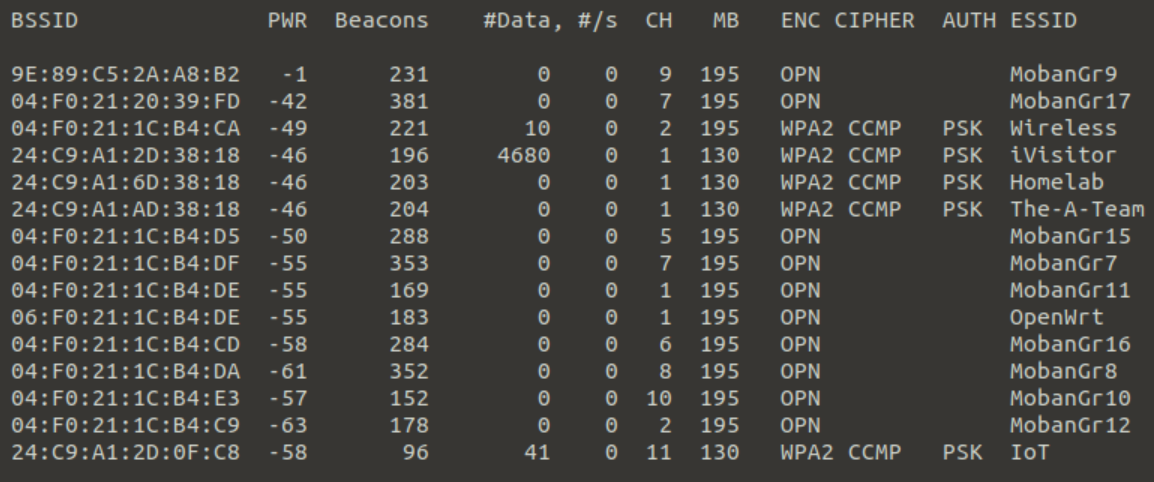 BSSID PWR Beacons #Data, #/s CH MB ENC CIPHER AUTH ESSID
9E:89:C5:2A:A8:B2 -1 231 0 0 9 195 OPN MobanGr9
04:F0:21:20:39:FD -42 381 0 0 7 195 OPN MobanGr17
04:F0:21:1C:B4:CA -49 221 10 0 2 195 WPA2 CCMP PSK Wireless
24:C9:A1:2D:38:18 -46 196 4680 0 1 130 WPA2 CCMP PSK iVisitor
24:C9:A1:6D:38:18 -46 203 0 0 1 130 WPA2 CCMP PSK Homelab
24:C9:A1:AD:38:18 -46 204 0 0 1 130 WPA2 CCMP PSK The-A-Team
04:F0:21:1C:B4:D5 -50 288 0 0 5 195 OPN MobanGr15
04:F0:21:1C:B4:DF -55 353 0 0 7 195 OPN MobanGr7
04:F0:21:1C:B4:DE -55 169 0 0 1 195 OPN MobanGr11
06:F0:21:1C:B4:DE -55 183 0 0 1 195 OPN OpenWrt
04:F0:21:1C:B4:CD -58 284 0 0 6 195 OPN MobanGr16
04:F0:21:1C:B4:DA -61 352 0 0 8 195 OPN MobanGr8
04:F0:21:1C:B4:E3 -57 152 0 0 10 195 OPN MobanGr10
04:F0:21:1C:B4:C9 -63 178 0 0 2 195 OPN MobanGr12
24:C9:A1:2D:0F:C8 -58 96 41 0 11 130 WPA2 CCMP PSK IoT